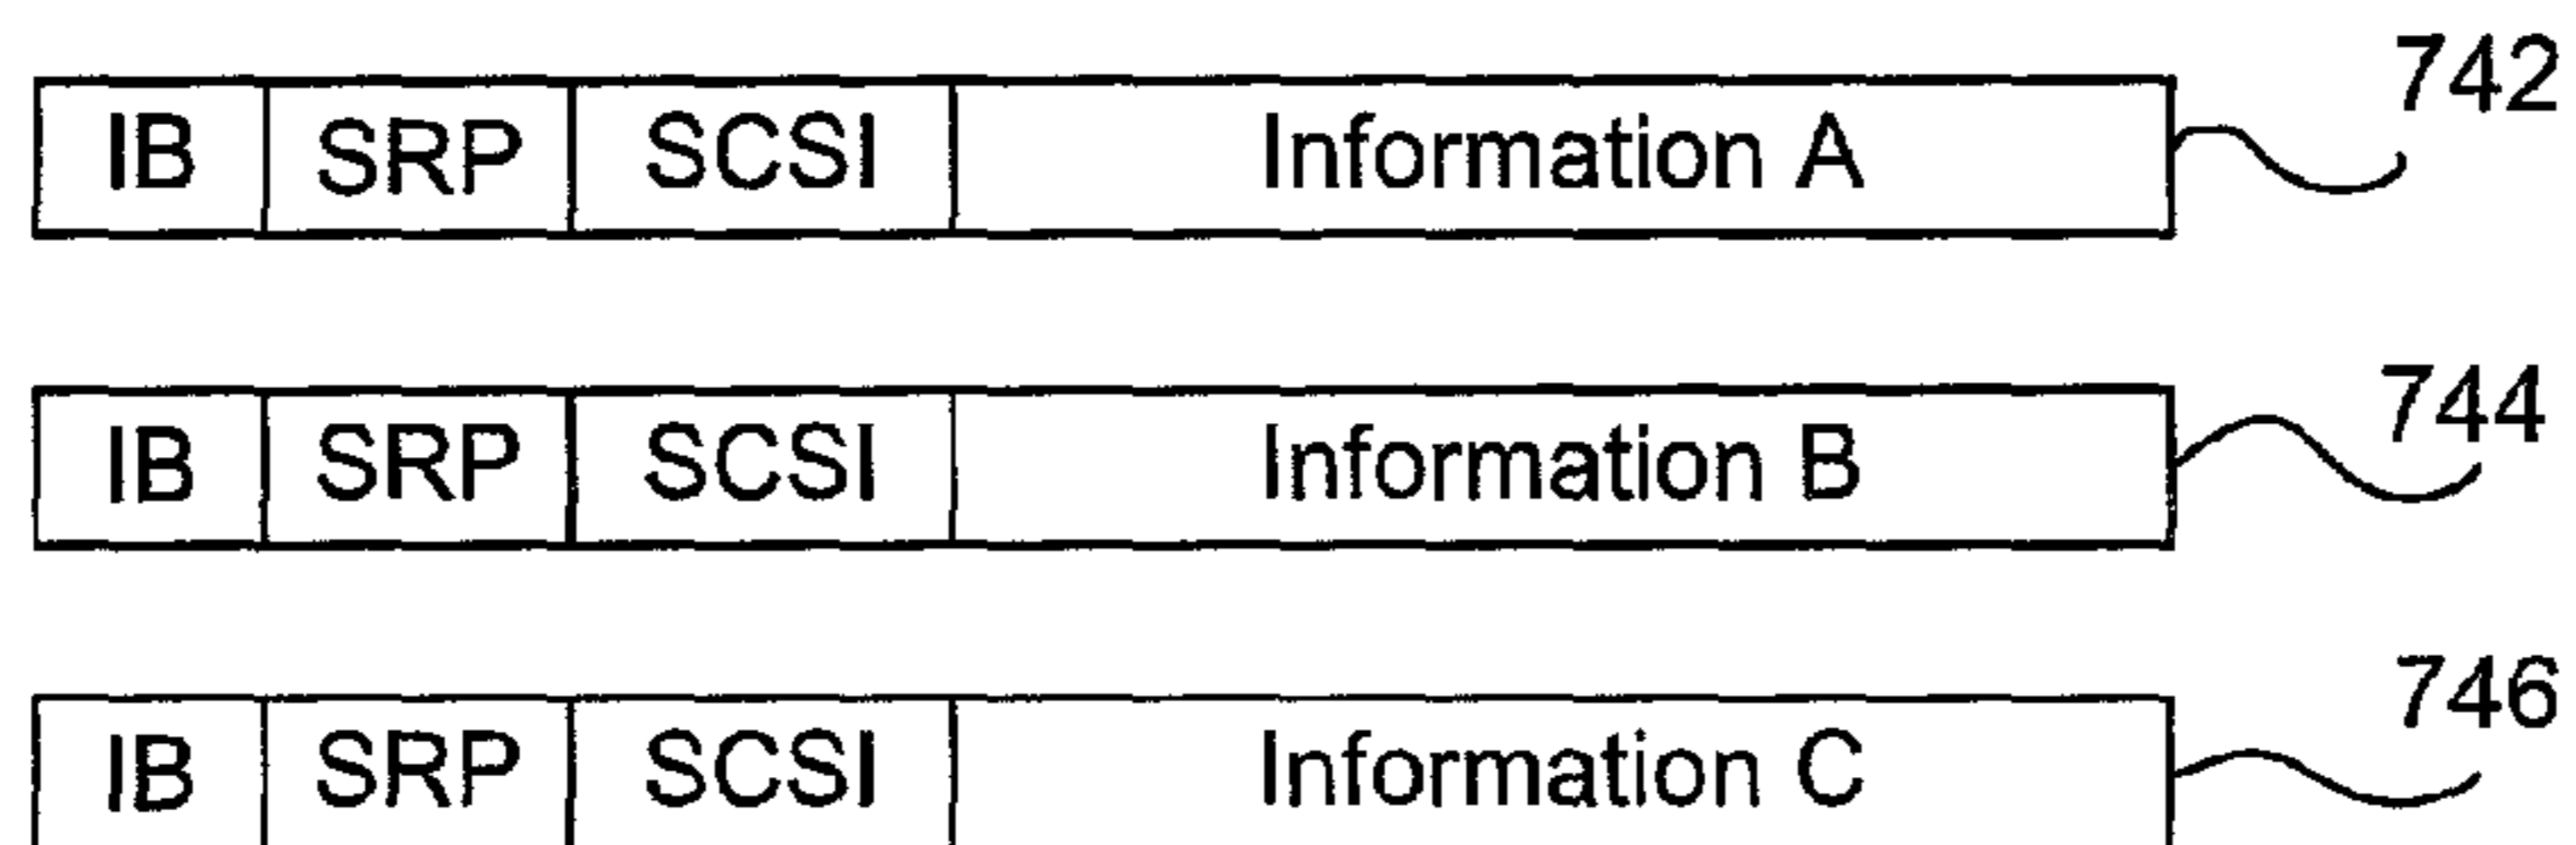 742
IB SRP SCSI Information A
744
IB SRP SCSI Information B
746
IB SRP SCSI Information C